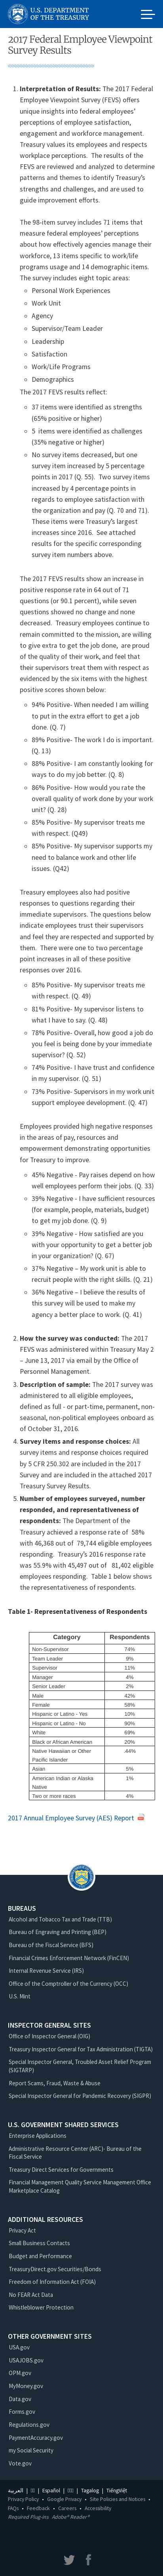 U.S. DEPARTMENT
OF THE TREASURY
2017 Federal Employee Viewpoint
Survey Results
1. Interpretation of Results: The 2017 Federal
Employee Viewpoint Survey (FEVS) offers
unique insights into federal employees'
perceptions of employee satisfaction,
engagement and workforce management.
Treasury values its employees and respects
workplace perceptions. The results of the
FEVS are reviewed and analyzed to determine
patterns and themes to identify Treasury's
strengths and challenges, and are used to
guide improvement efforts.
The 98-item survey includes 71 items that
measure federal employees' perceptions
about how effectively agencies manage their
workforce, 13 items specific to work/life
programs usage and 14 demographic items.
The survey includes eight topic areas:
Personal Work Experiences
Work Unit
Agency
Supervisor/Team Leader
Leadership
Satisfaction
Work/Life Programs
Demographics
The 2017 FEVS results reflect:
37 items were identified as strengths
(65% positive or higher)
5 items were identified as challenges
(35% negative or higher)
No survey items decreased, but one
survey item increased by 5 percentage
points in 2017 (Q. 55). Two survey items
increased by 4 percentage points in
regards to employee satisfaction with
the organization and pay (Q. 70 and 71).
These items were Treasury's largest
increases since 2016. See attached
results for the specific corresponding
text of each item numbers above.
The 2017 FEVS results show an increase in
positive response rate in 64 out of 71
questions (or 90.1 percent), while seven
questions had no change and none
decreased. This indicates that Treasury
employees feel strongly about their
individual contributions and value to the
organization, their relationships with their
supervisors, and that they feel connected to
their work and its contribution to the mission.
These themes were tested with respect as
evidenced by the six items with the highest
positive scores shown below:
94% Positive- When needed I am willing
to put in the extra effort to get a job
done. (Q. 7)
89% Positive- The work I do is important.
(Q. 13)
88% Positive- I am constantly looking for
ways to do my job better. (Q. 8)
86% Positive- How would you rate the
overall quality of work done by your work
unit? (Q. 28)
85% Positive- My supervisor treats me
with respect. (Q49)
85% Positive- My supervisor supports my
need to balance work and other life
issues. (Q42)
Treasury employees also had positive
responses to questions regarding their
supervisors and the people who work under
them. There was one to two percentage
point increases in all of these positive
responses over 2016.
85% Positive- My supervisor treats me
with respect. (Q. 49)
81% Positive- My supervisor listens to
what I have to say. (Q. 48)
78% Positive- Overall, how good a job do
you feel is being done by your immediate
supervisor? (Q. 52)
74% Positive- I have trust and confidence
in my supervisor. (Q. 51)
73% Positive- Supervisors in my work unit
support employee development. (Q. 47)
Employees provided high negative responses
in the areas of pay, resources and
empowerment demonstrating opportunities
for Treasury to improve.
45% Negative - Pay raises depend on how
well employees perform their jobs. (Q. 33)
39% Negative - I have sufficient resources
(for example, people, materials, budget)
to get my job done. (Q. 9)
39% Negative - How satisfied are you
with your opportunity to get a better job
in your organization? (Q. 67)
37% Negative – My work unit is able to
recruit people with the right skills. (Q. 21)
36% Negative – I believe the results of
this survey will be used to make my
agency a better place to work. (Q. 41)
2. How the survey was conducted: The 2017
FEVS was administered within Treasury May 2
– June 13, 2017 via email by the Office of
Personnel Management.
3. Description of sample: The 2017 survey was
administered to all eligible employees,
defined as full - or part-time, permanent, non-
seasonal, non-political employees onboard as
of October 31, 2016.
4. Survey items and response choices: All
survey items and response choices required
by 5 CFR 250.302 are included in the 2017
Survey and are included in the attached 2017
Treasury Survey Results.
5. Number of employees surveyed, number
responded, and representativeness of
respondents: The Department of the
Treasury achieved a response rate of 58%
with 46,368 out of 79,744 eligible employees
responding. Treasury's 2016 response rate
was 55.9% with 45,497 out of 81,402 eligible
employees responding. Table 1 below shows
the representativeness of respondents.
Table 1- Representativeness of Respondents
Category Respondents
Non-Supervisor 74%
Team Leader 9%
Supervisor 11%
Manager 4%
Senior Leader 2%
Male 42%
Female 58%
Hispanic or Latino - Yes 10%
Hispanic or Latino - No 90%
White 69%
Black or African American 20%
Native Hawaiian or Other .44%
Pacific Islander
Asian 5%
American Indian or Alaska 1%
Native
Two or more races 4%
2017 Annual Employee Survey (AES) Report
BUREAUS
Alcohol and Tobacco Tax and Trade (TTB)
Bureau of Engraving and Printing (BEP)
Bureau of the Fiscal Service (BFS)
Financial Crimes Enforcement Network (FinCEN)
Internal Revenue Service (IRS)
Office of the Comptroller of the Currency (OCC)
U.S. Mint
INSPECTOR GENERAL SITES
Office of Inspector General (OIG)
Treasury Inspector General for Tax Administration (TIGTA)
Special Inspector General, Troubled Asset Relief Program
(SIGTARP)
Report Scams, Fraud, Waste & Abuse
Special Inspector General for Pandemic Recovery (SIGPR)
U.S. GOVERNMENT SHARED SERVICES
Enterprise Applications
Administrative Resource Center (ARC)- Bureau of the
Fiscal Service
Treasury Direct Services for Governments
Financial Management Quality Service Management Office
Marketplace Catalog
ADDITIONAL RESOURCES
Privacy Act
Small Business Contacts
Budget and Performance
TreasuryDirect.gov Securities/Bonds
Freedom of Information Act (FOIA)
No FEAR Act Data
Whistleblower Protection
OTHER GOVERNMENT SITES
USA.gov
USAJOBS.gov
OPM.gov
MyMoney.gov
Data.gov
Forms.gov
Regulations.gov
PaymentAccuracy.gov
my Social Security
Vote.gov
العربية | | Español | | Tagalog | TiếngViệt
Privacy Policy • Google Privacy • Site Policies and Notices •
FAQs • Feedback • Careers • Accessibility
Required Plug-ins Adobe® Reader®